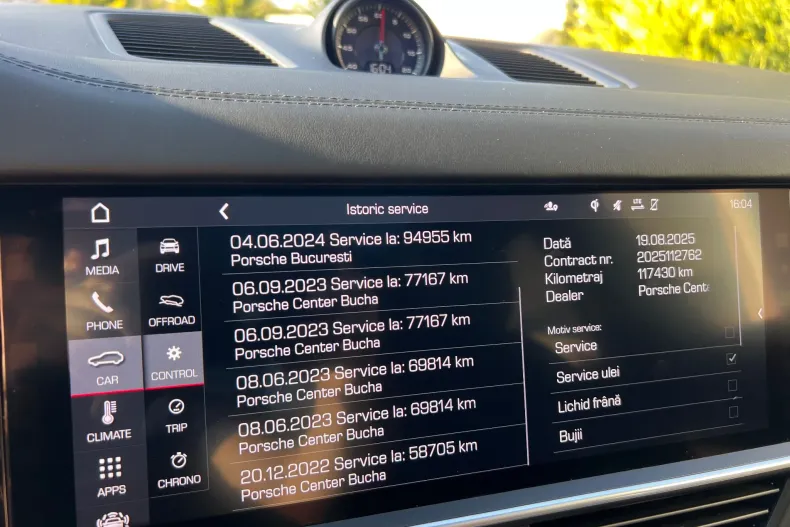 1604
Istoric service
LTE
16:04
MEDIA
PHONE
CAR
CLIMATE
APPS
DRIVE
OFFROAD
CONTROL
TRIP
CHRONO
04.06.2024 Service la: 94955 km
Porsche Bucuresti
06.09.2023 Service la: 77167 km
Porsche Center Bucha
06.09.2023 Service la: 77167 km
Porsche Center Bucha
08.06.2023 Service la: 69814 km
Porsche Center Bucha
08.06.2023 Service la: 69814 km
Porsche Center Bucha
20.12.2022 Service la: 58705 km
Porsche Center Bucha
Dată 19.08.2025
Contract nr. 2025112762
Kilometraj 117430 km
Dealer Porsche Cent
Motiv service:
Service
Service ulei
Lichid frână
Bujii